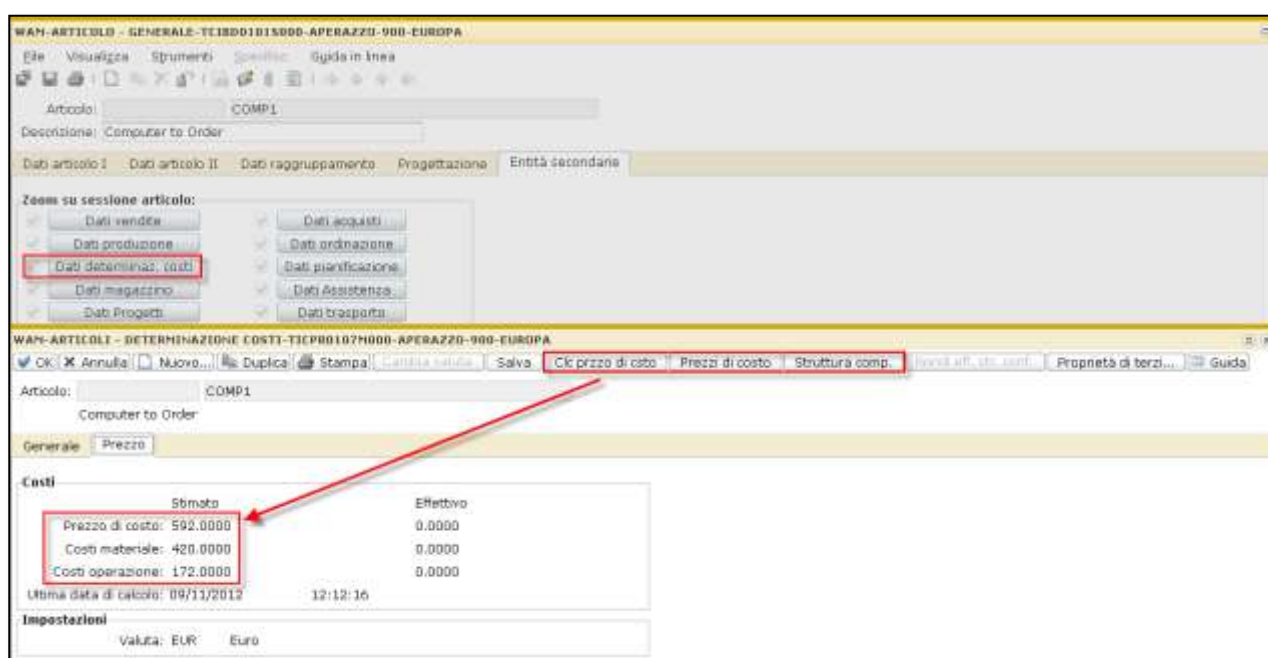 WAM-ARTICOLO - GENERALE-TCIBD0101S000-APERAZZO-900-EUROPA
File Visualizza Strumenti Specific Guida in linea
Articolo: COMP1
Descrizione: Computer to Order
Dati articolo I Dati articolo II Dati raggruppamento Progettazione Entità secondarie
Zoom su sessione articolo:
Dati vendite Dati acquisti
Dati produzione Dati ordinazione
Dati determinaz. costi Dati pianificazione
Dati magazzino Dati Assistenza
Dati Progetti Dati trasporto
WAM-ARTICOLI - DETERMINAZIONE COSTI-TICPR0107M000-APERAZZO-900-EUROPA
OK Annulla Nuovo... Duplica Stampa Cambia valuta Salva Clc przzo di csto Prezzi di costo Struttura comp. Proprietà di terzi... Guida
Articolo: COMP1
Computer to Order
Generale Prezzo
Costi
Stimato Effettivo
Prezzo di costo: 592.0000 0.0000
Costi materiale: 420.0000 0.0000
Costi operazione: 172.0000 0.0000
Ultima data di calcolo: 09/11/2012 12:12:16
Impostazioni
Valuta: EUR Euro